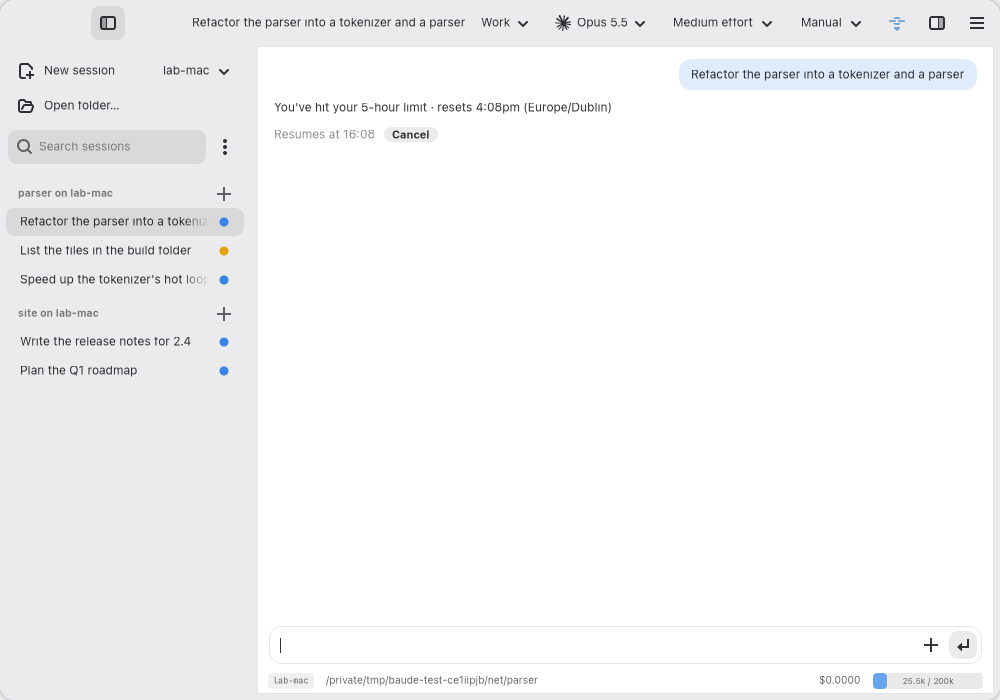 Refactor the parser into a tokenizer and a parser
Work
Opus 5.5
Medium effort
Manual
New session
lab-mac
Open folder...
Search sessions
parser on lab-mac
Refactor the parser into a tokeniz
List the files in the build folder
Speed up the tokenizer's hot loop
site on lab-mac
Write the release notes for 2.4
Plan the Q1 roadmap
Refactor the parser into a tokenizer and a parser
You've hit your 5-hour limit · resets 4:08pm (Europe/Dublin)
Resumes at 16:08
Cancel
lab-mac
/private/tmp/baude-test-ce1iipjb/net/parser
$0.0000
25.5k / 200k